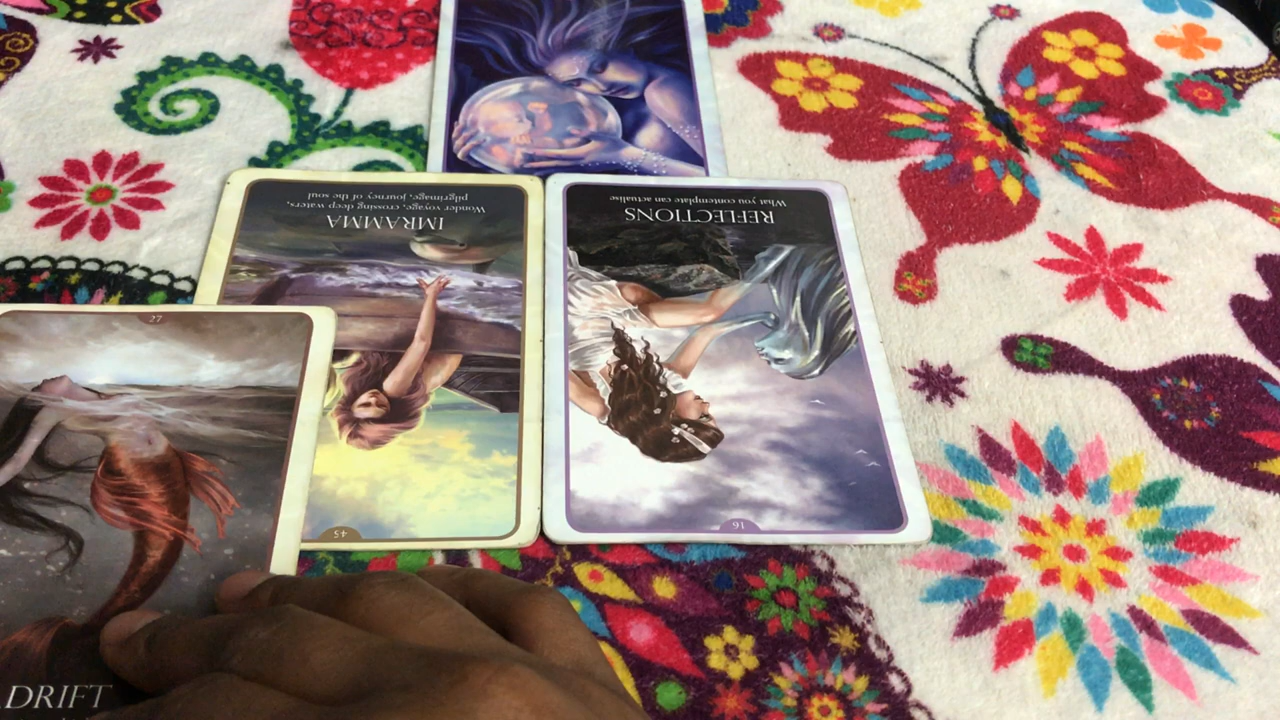 IMRAMMA
Wonder voyage, crossing deep waters,
pilgrimage, journey of the soul
REFLECTIONS
What you contemplate can actualise
27
45
16
ADRIFT